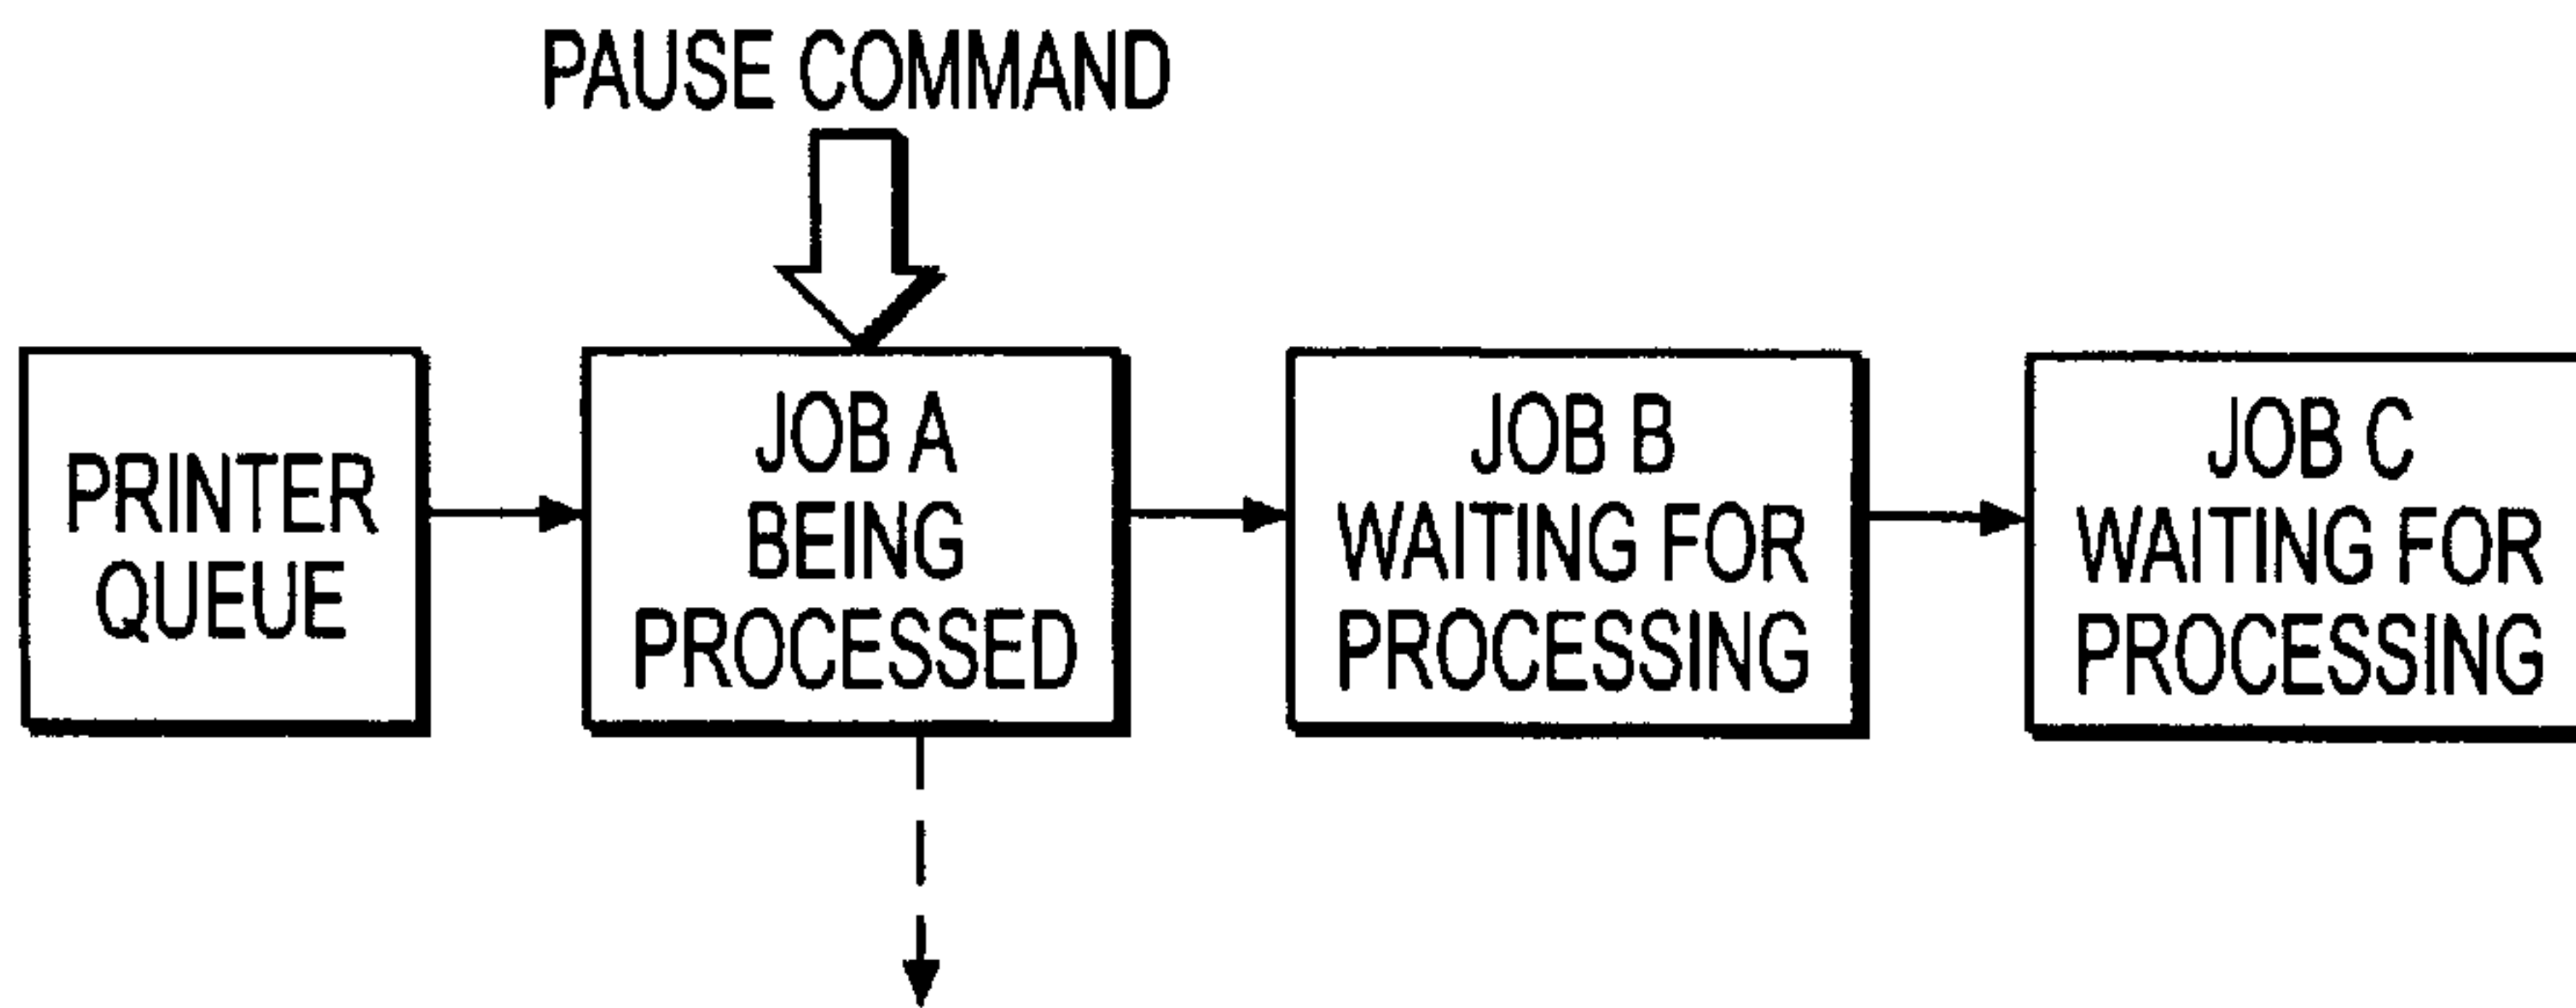 PAUSE COMMAND
PRINTER
QUEUE
JOB A
BEING
PROCESSED
JOB B
WAITING FOR
PROCESSING
JOB C
WAITING FOR
PROCESSING